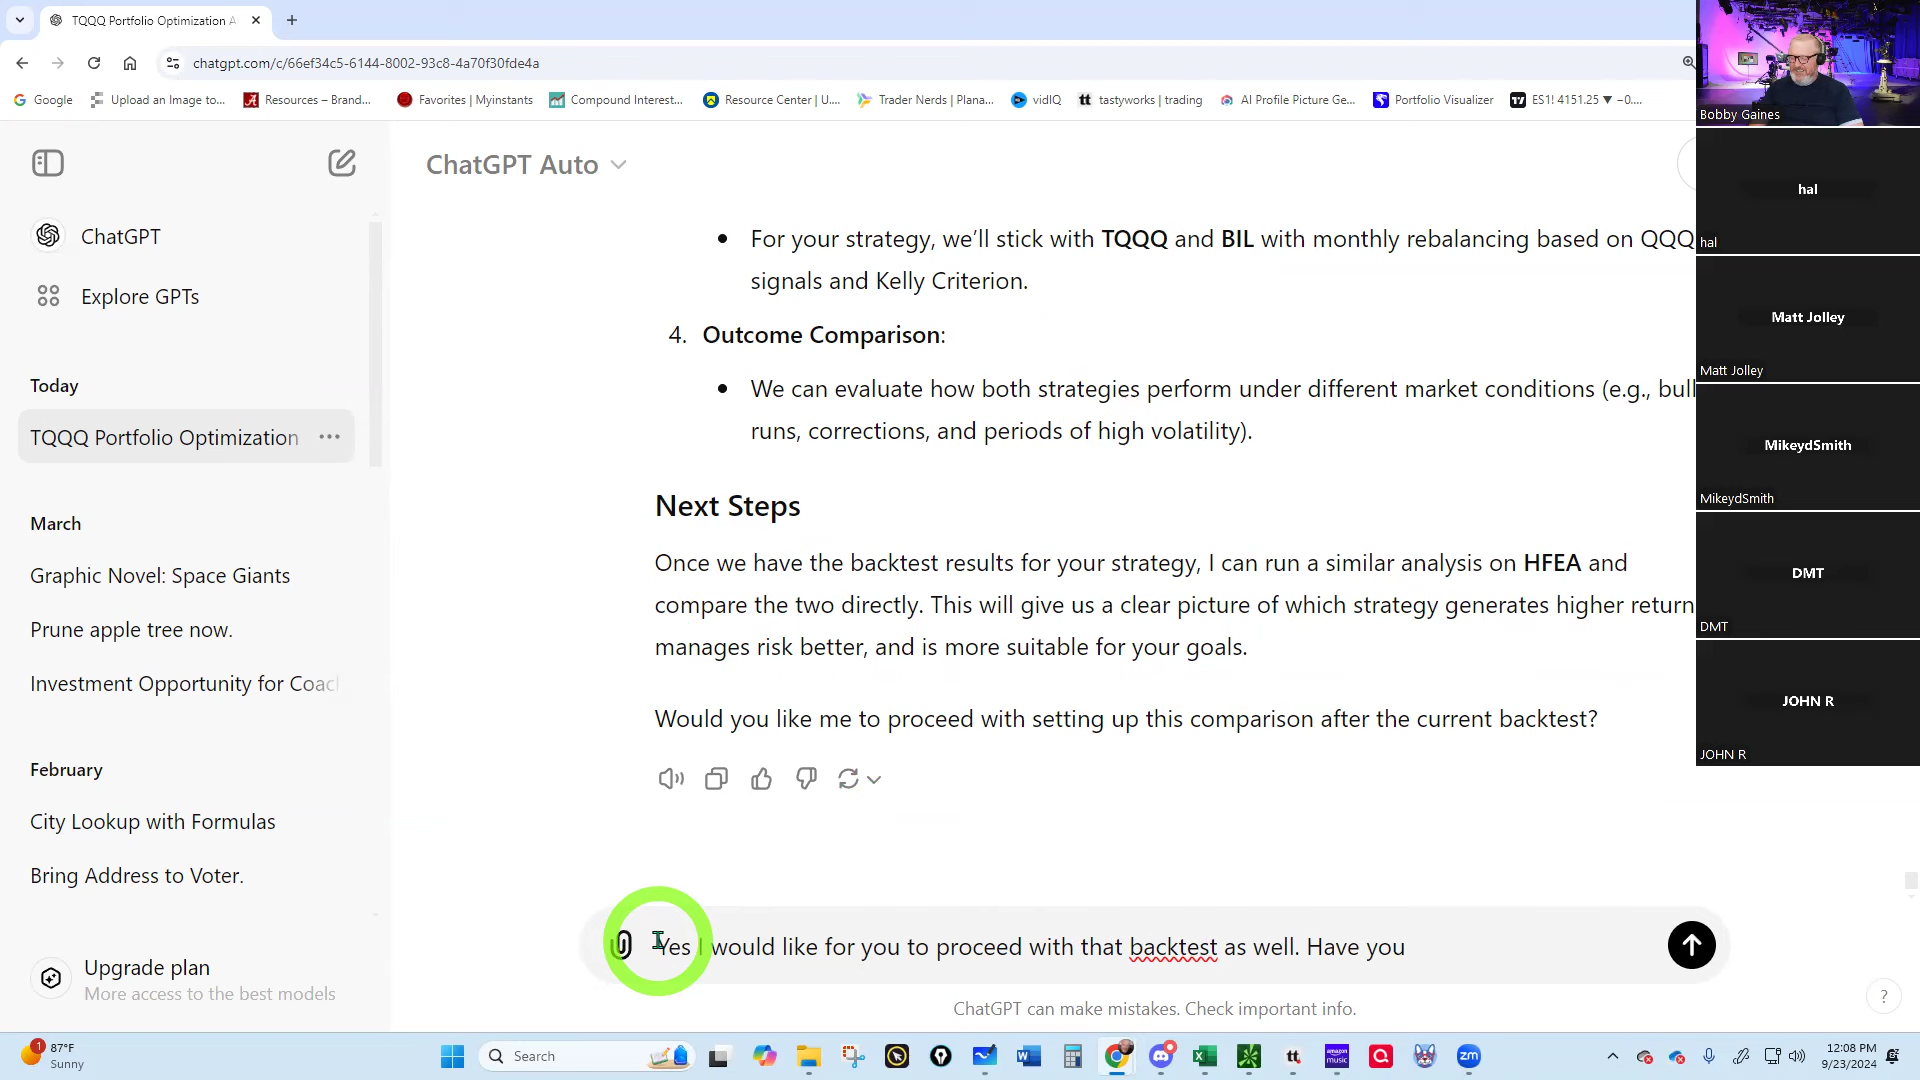 TQQQ Portfolio Optimization A
chatgpt.com/c/66ef34c5-6144-8002-93c8-4a70f30fde4a
Google
Upload an Image to...
Resources – Brand...
Favorites | Myinstants
Compound Interest...
Resource Center | U....
Trader Nerds | Plana...
vidIQ
tt tastyworks | trading
AI Profile Picture Ge...
Portfolio Visualizer
ES1! 4151.25 ▼ −0....
Bobby Gaines
ChatGPT Auto
ChatGPT
Explore GPTs
Today
TQQQ Portfolio Optimization
March
Graphic Novel: Space Giants
Prune apple tree now.
Investment Opportunity for Coac
February
City Lookup with Formulas
Bring Address to Voter.
Upgrade plan
More access to the best models
• For your strategy, we’ll stick with TQQQ and BIL with monthly rebalancing based on QQQ
signals and Kelly Criterion.
4. Outcome Comparison:
• We can evaluate how both strategies perform under different market conditions (e.g., bull
runs, corrections, and periods of high volatility).
Next Steps
Once we have the backtest results for your strategy, I can run a similar analysis on HFEA and
compare the two directly. This will give us a clear picture of which strategy generates higher return
manages risk better, and is more suitable for your goals.
Would you like me to proceed with setting up this comparison after the current backtest?
Yes I would like for you to proceed with that backtest as well. Have you
ChatGPT can make mistakes. Check important info.
?
hal
hal
Matt Jolley
Matt Jolley
MikeydSmith
MikeydSmith
DMT
DMT
JOHN R
JOHN R
1
87°F
Sunny
Search
tt
amazon music
zm
12:08 PM
9/23/2024